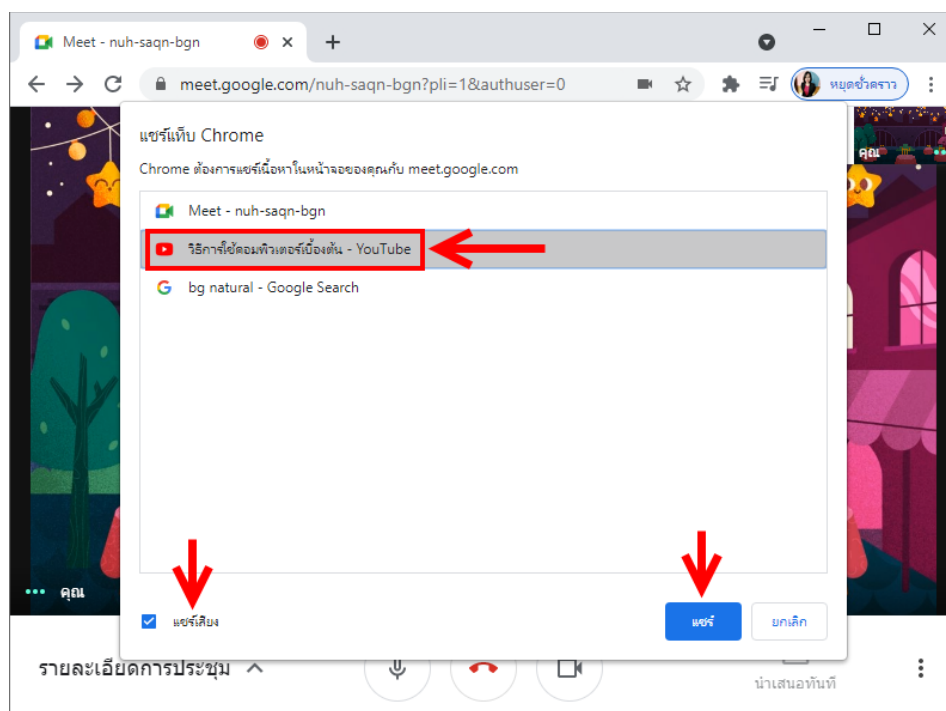 Meet - nuh-saqn-bgn
meet.google.com/nuh-saqn-bgn?pli=1&authuser=0
หยุดชั่วคราว
แชร์แท็บ Chrome
Chrome ต้องการแชร์เนื้อหาในหน้าจอของคุณกับ meet.google.com
คุณ
Meet - nuh-saqn-bgn
วิธีการใช้คอมพิวเตอร์เบื้องต้น - YouTube
bg natural - Google Search
คุณ
แชร์เสียง
แชร์
ยกเลิก
รายละเอียดการประชุม
นำเสนอทันที